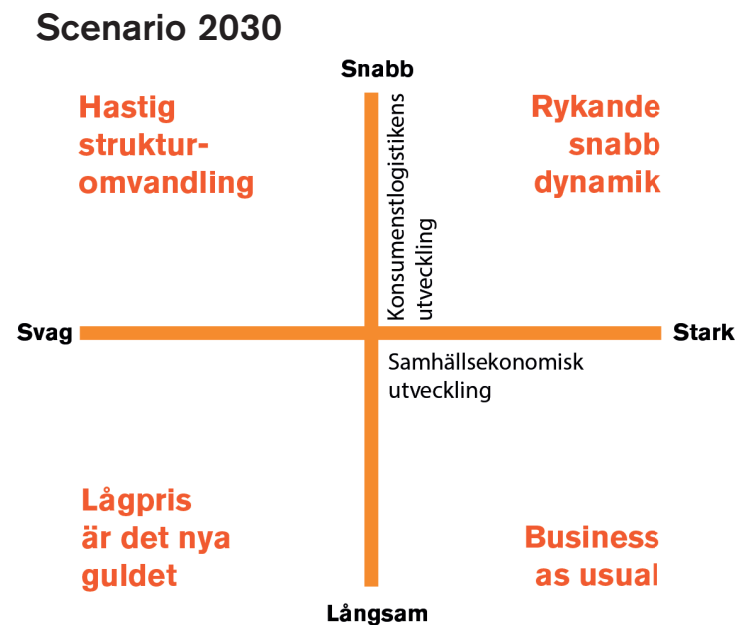 Scenario 2030
Snabb
Hastig
struktur-
omvandling
Rykande
snabb
dynamik
Konsumenstlogistikens
utveckling
Svag
Stark
Samhällsekonomisk
utveckling
Lågpris
är det nya
guldet
Business
as usual
Långsam